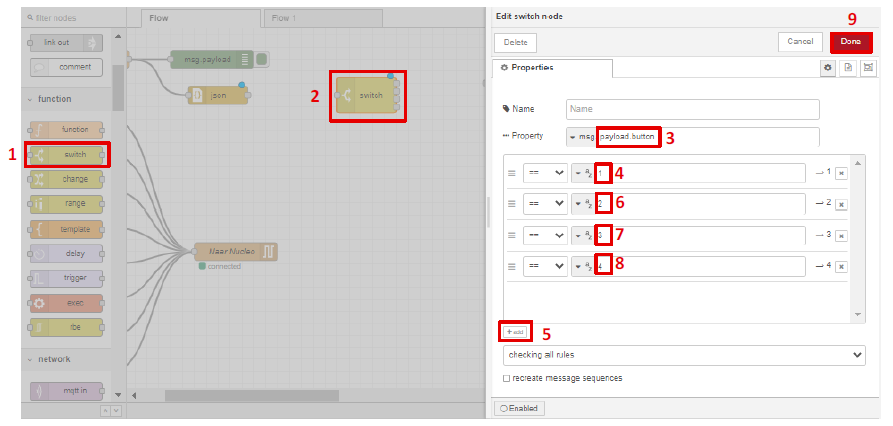 filter nodes
Flow
Flow 1
link out
comment
function
function
switch
change
range
template
delay
trigger
exec
rbe
network
mqtt in
msg.payload
json
switch
Naar Nucleo
connected
1
2
Edit switch node
9
Delete
Cancel
Done
Properties
Name
Name
Property
msg. payload.button
3
==
a
z
1
4
→ 1
==
a
z
2
6
→ 2
==
a
z
3
7
→ 3
==
a
z
4
8
→ 4
+ add
5
checking all rules
recreate message sequences
Enabled